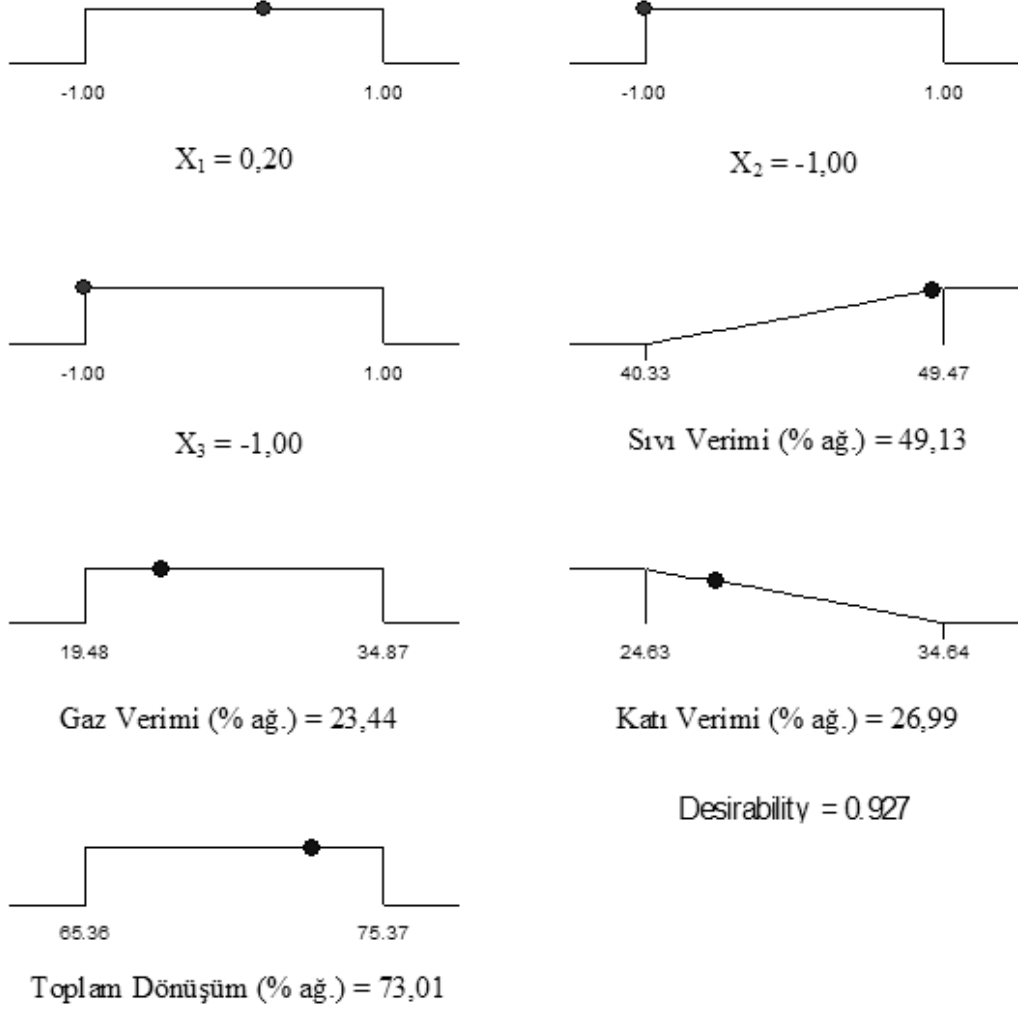 -1.00 1.00
-1.00 1.00
X₁ = 0,20
X₂ = -1,00
-1.00 1.00
40.33 49.47
X₃ = -1,00
Sıvı Verimi (% ağ.) = 49,13
19.48 34.87
24.63 34.64
Gaz Verimi (% ağ.) = 23,44
Katı Verimi (% ağ.) = 26,99
Desirability = 0.927
65.36 75.37
Toplam Dönüşüm (% ağ.) = 73,01